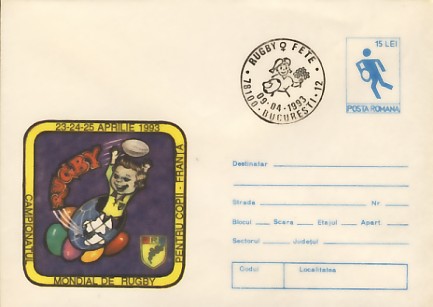 RUGBY ♀ FETE
78100 - BUCURESTI - 12
09-04-1993
15 LEI
POSTA ROMANA
23-24-25 APRILIE 1993
RUGBY
CAMPIONATUL
MONDIAL DE RUGBY
PENTRU COPII - FRANTA
Destinatar
Strada Nr
Blocul Scara Etajul Apart
Sectorul Judeţul
Codul Localitatea